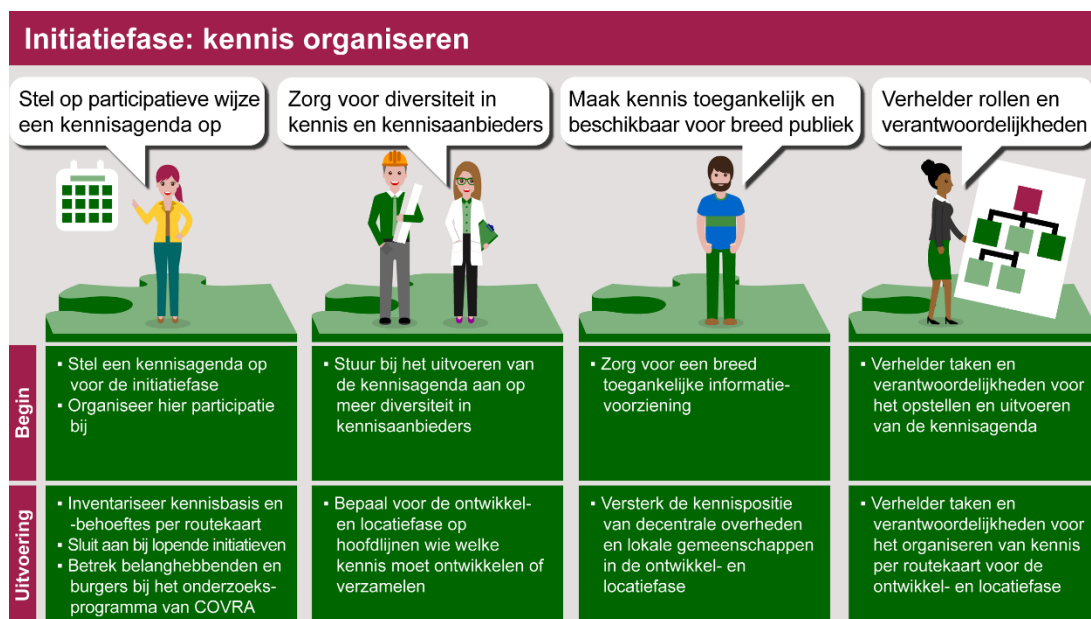 Initiatiefase: kennis organiseren
Stel op participatieve wijze
een kennisagenda op
Zorg voor diversiteit in
kennis en kennisaanbieders
Maak kennis toegankelijk en
beschikbaar voor breed publiek
Verhelder rollen en
verantwoordelijkheden
Begin
▪ Stel een kennisagenda op
voor de initiatiefase
▪ Organiseer hier participatie
bij
▪ Stuur bij het uitvoeren van
de kennisagenda aan op
meer diversiteit in
kennisaanbieders
▪ Zorg voor een breed
toegankelijke informatie-
voorziening
▪ Verhelder taken en
verantwoordelijkheden voor
het opstellen en uitvoeren
van de kennisagenda
Uitvoering
▪ Inventariseer kennisbasis en
-behoeftes per routekaart
▪ Sluit aan bij lopende initiatieven
▪ Betrek belanghebbenden en
burgers bij het onderzoeks-
programma van COVRA
▪ Bepaal voor de ontwikkel-
en locatiefase op
hoofdlijnen wie welke
kennis moet ontwikkelen of
verzamelen
▪ Versterk de kennispositie
van decentrale overheden
en lokale gemeenschappen
in de ontwikkel- en
locatiefase
▪ Verhelder taken en
verantwoordelijkheden voor
het organiseren van kennis
per routekaart voor de
ontwikkel- en locatiefase